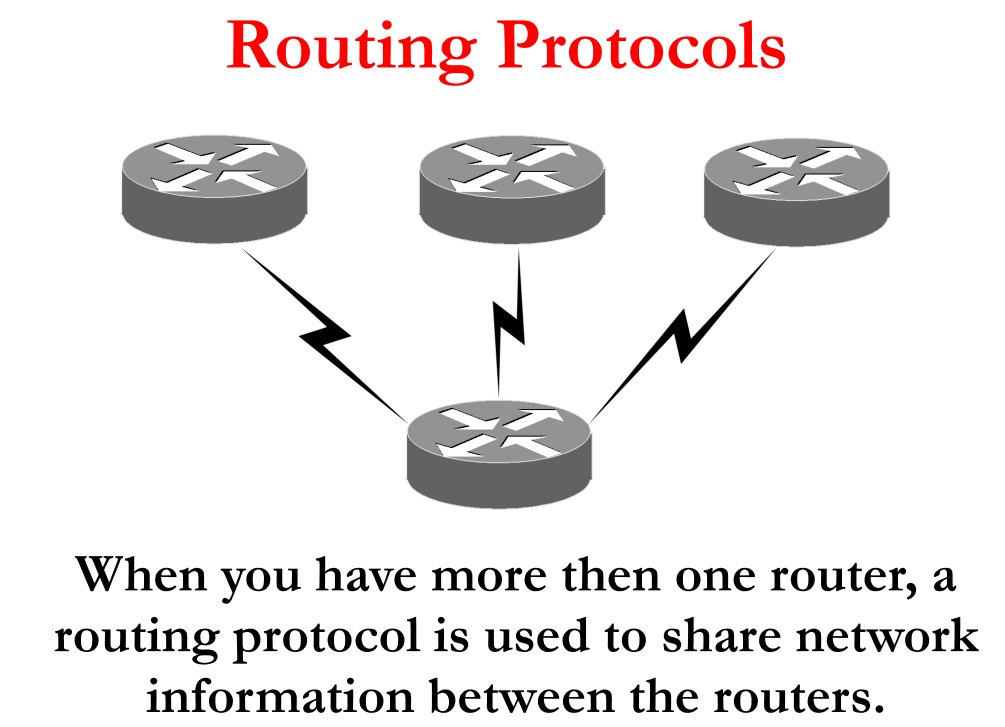 Routing Protocols
When you have more then one router, a
routing protocol is used to share network
information between the routers.